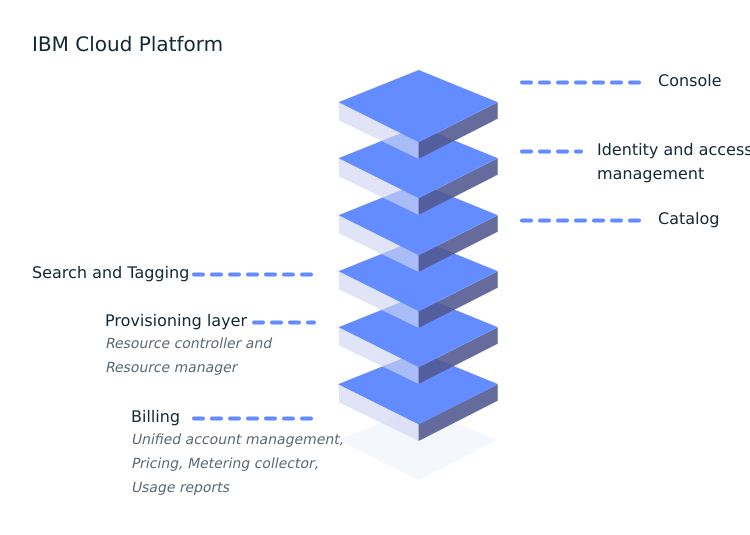 IBM Cloud Platform
Console
Identity and access
management
Catalog
Search and Tagging
Provisioning layer
Resource controller and
Resource manager
Billing
Unified account management,
Pricing, Metering collector,
Usage reports